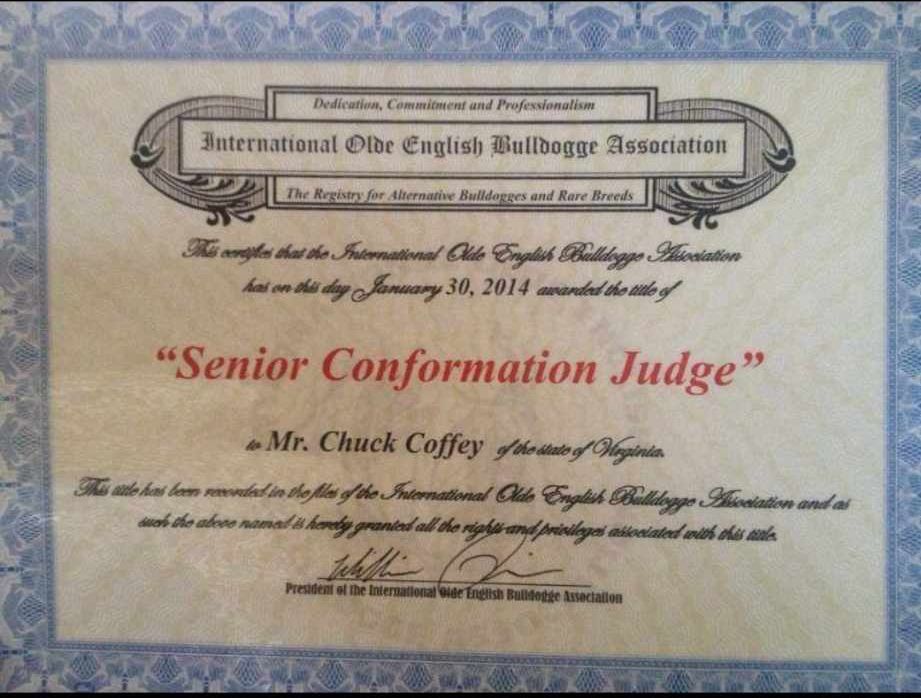 Dedication, Commitment and Professionalism
International Olde English Bulldogge Association
The Registry for Alternative Bulldogges and Rare Breeds
This certifies that the International Olde English Bulldogge Association
has on this day January 30, 2014 awarded the title of
“Senior Conformation Judge”
to Mr. Chuck Coffey of the state of Virginia.
This title has been recorded in the files of the International Olde English Bulldogge Association and as
such the above named is hereby granted all the rights and privileges associated with this title.
President of the International Olde English Bulldogge Association